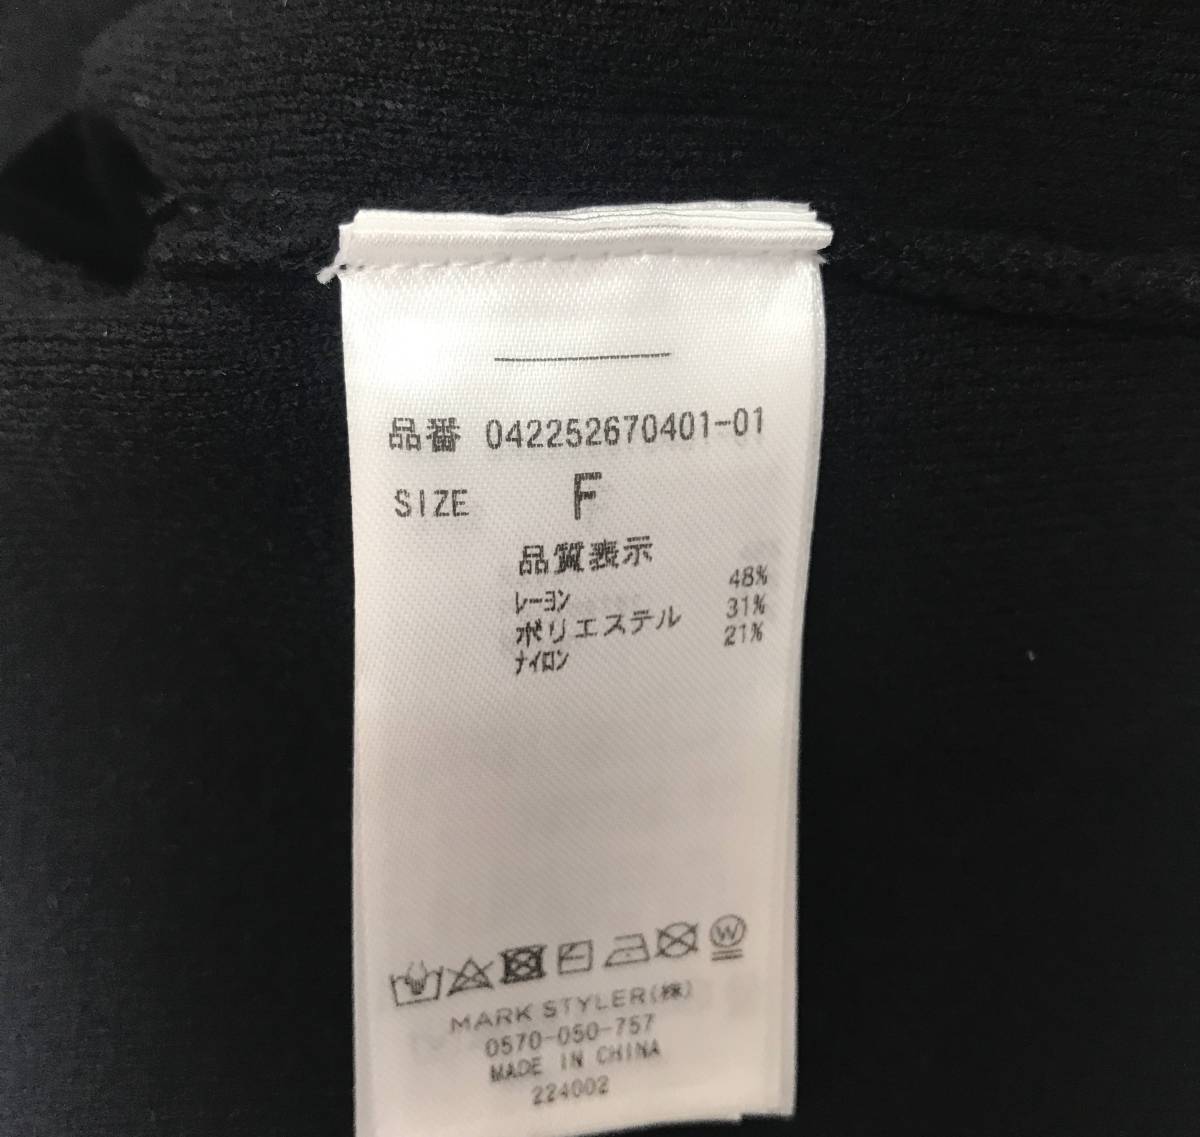 品番 042252670401-01
SIZE F
品質表示
レーヨン 48%
ポリエステル 31%
ナイロン 21%
W
MARK STYLER(株)
0570-050-757
MADE IN CHINA
224002